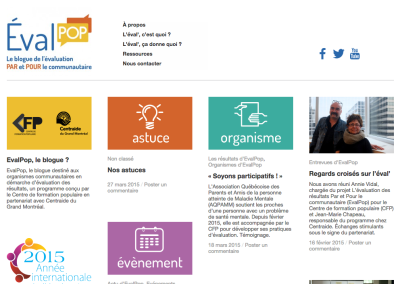 Éval POP
Le blogue de l'évaluation
PAR et POUR le communautaire
À propos
L'éval', c'est quoi ?
L'éval', ça donne quoi ?
Ressources
Nous contacter
You
Tube
CFP
Centraide
du Grand Montréal
EvalPop, le blogue ?
EvalPop, le blogue destiné aux
organismes communautaires en
démarche d'évaluation des
résultats, un programme conçu par
le Centre de formation populaire en
partenariat avec Centraide du
Grand Montréal.
2015
Année
internationale
astuce
Non classé
Nos astuces
27 mars 2015 · Poster un
commentaire
évènement
organisme
Les résultats d'EvalPop,
Organismes d'EvalPop
« Soyons participatifs ! »
L'Association Québécoise des
Parents et Amis de la personne
atteinte de Maladie Mentale
(AQPAMM) soutient les proches
d'une personne avec un problème
de santé mentale. Depuis février
2015, elle est accompagnée par le
CFP pour développer ses pratiques
d'évaluation. Témoignage.
18 mars 2015 · Poster un
commentaire
Entrevues d'EvalPop
Regards croisés sur l'éval'
Nous avons réuni Annie Vidal,
chargée du projet L'évaluation des
résultats Par et Pour le
communautaire (EvalPop) pour le
Centre de formation populaire (CFP)
et Jean-Marie Chapeau,
responsable du programme chez
Centraide. Échanges stimulants
sous le signe du partenariat.
16 février 2015 · Poster un
commentaire